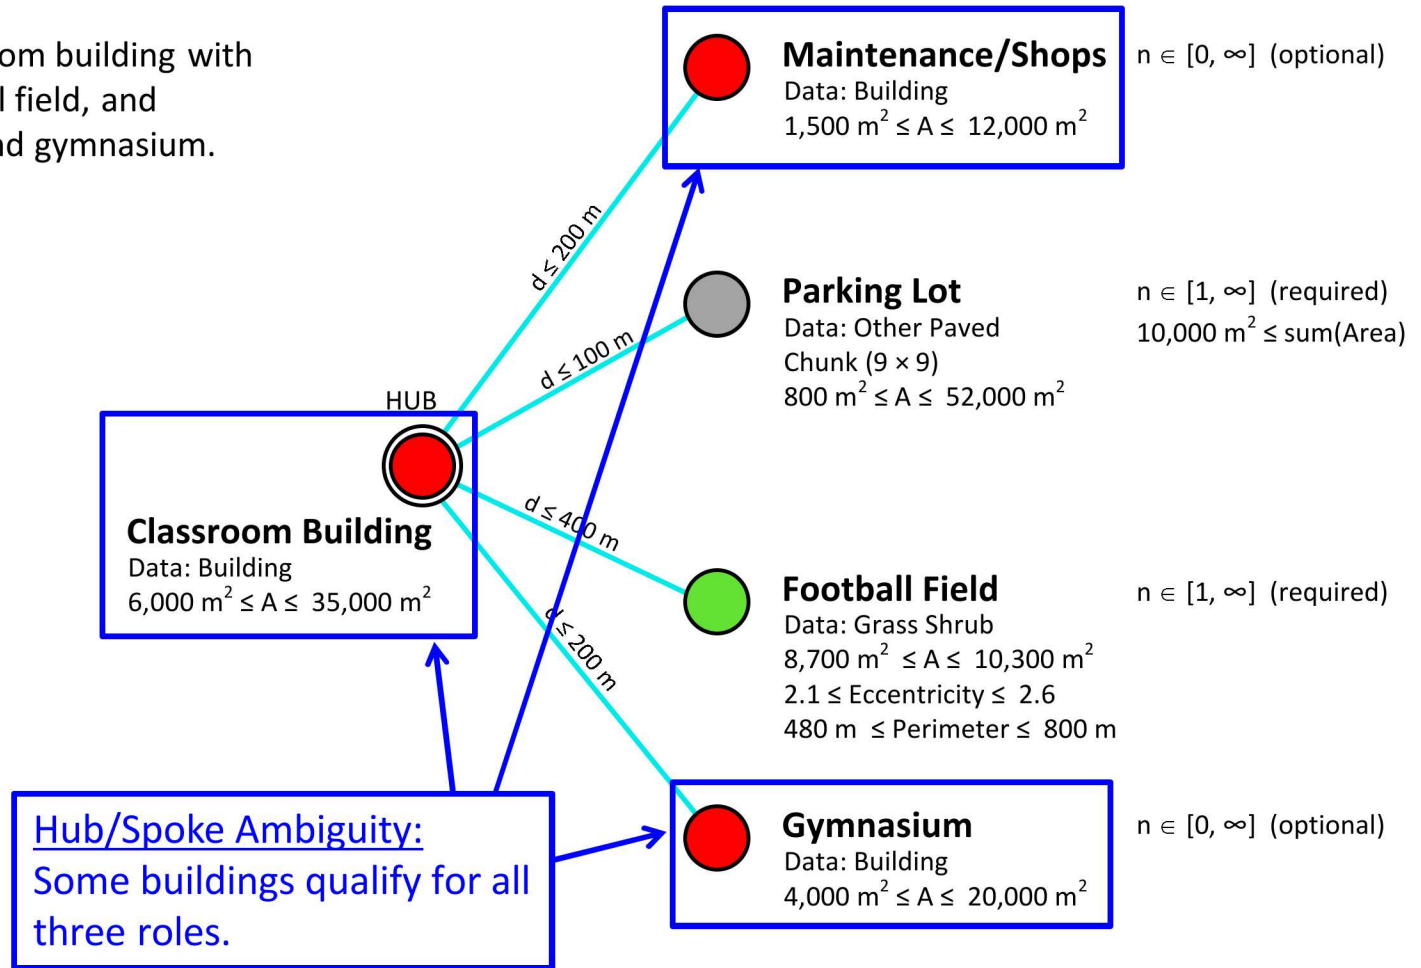 om building with
l field, and
nd gymnasium.
Maintenance/Shops
Data: Building
1,500 m² ≤ A ≤ 12,000 m²
n ∈ [0, ∞] (optional)
d ≤ 200 m
Parking Lot
Data: Other Paved
Chunk (9 × 9)
800 m² ≤ A ≤ 52,000 m²
n ∈ [1, ∞] (required)
10,000 m² ≤ sum(Area)
d ≤ 100 m
HUB
Classroom Building
Data: Building
6,000 m² ≤ A ≤ 35,000 m²
d ≤ 400 m
Football Field
Data: Grass Shrub
8,700 m² ≤ A ≤ 10,300 m²
2.1 ≤ Eccentricity ≤ 2.6
480 m ≤ Perimeter ≤ 800 m
n ∈ [1, ∞] (required)
d ≤ 200 m
Gymnasium
Data: Building
4,000 m² ≤ A ≤ 20,000 m²
n ∈ [0, ∞] (optional)
Hub/Spoke Ambiguity:
Some buildings qualify for all
three roles.